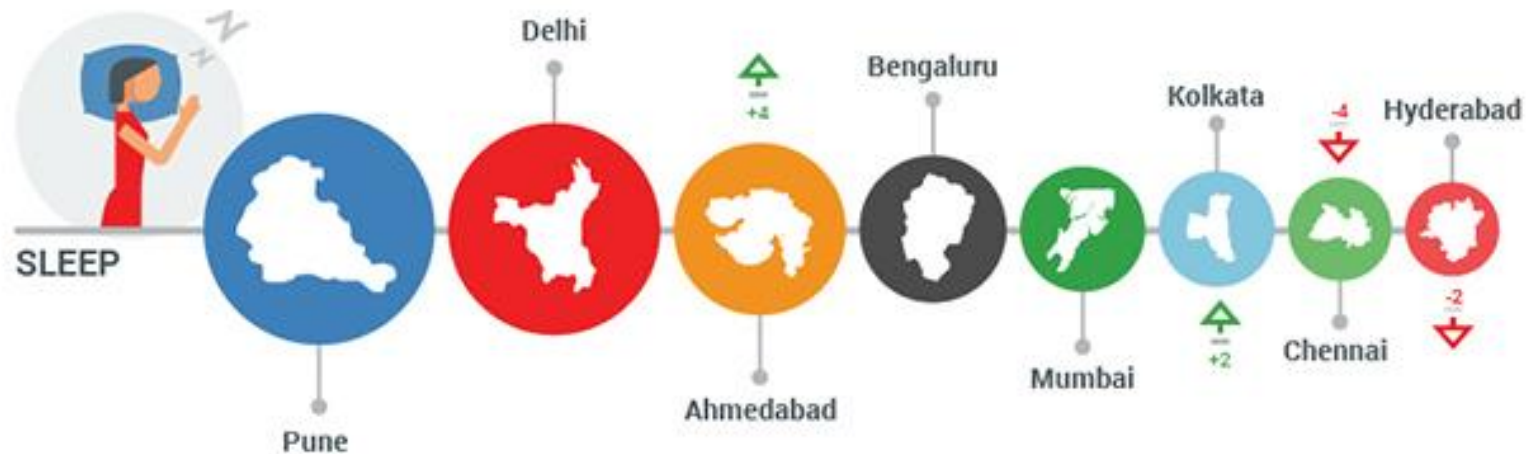 Z
Z
SLEEP
Pune
Delhi
+4
Ahmedabad
Bengaluru
Mumbai
Kolkata
+2
-4
Chennai
Hyderabad
-2